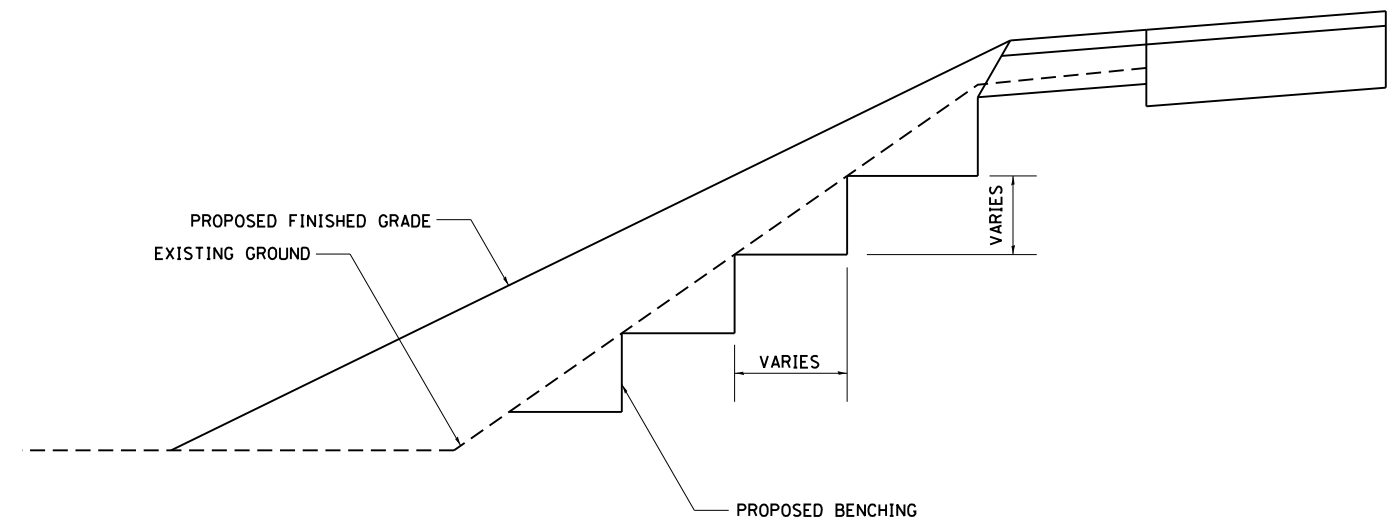 PROPOSED FINISHED GRADE
EXISTING GROUND
VARIES
VARIES
PROPOSED BENCHING